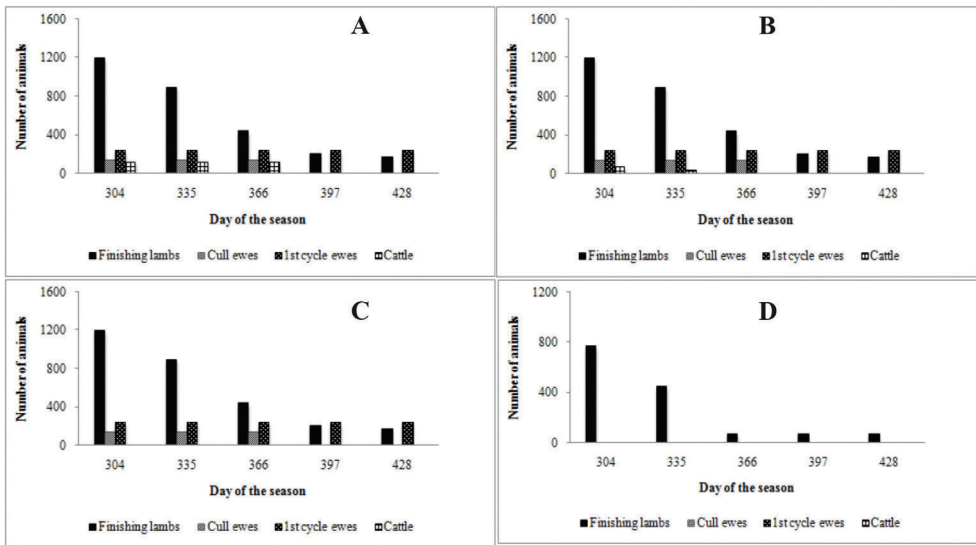 A
Number of animals
1600
1200
800
400
0
304 335 366 397 428
Day of the season
Finishing lambs Cull ewes 1st cycle ewes Cattle
B
Number of animals
1600
1200
800
400
0
304 335 366 397 428
Day of the season
Finishing lambs Cull ewes 1st cycle ewes Cattle
C
Number of animals
1600
1200
800
400
0
304 335 366 397 428
Day of the season
Finishing lambs Cull ewes 1st cycle ewes Cattle
D
Number of animals
1200
800
400
0
304 335 366 397 428
Day of the season
Finishing lambs Cull ewes 1st cycle ewes Cattle